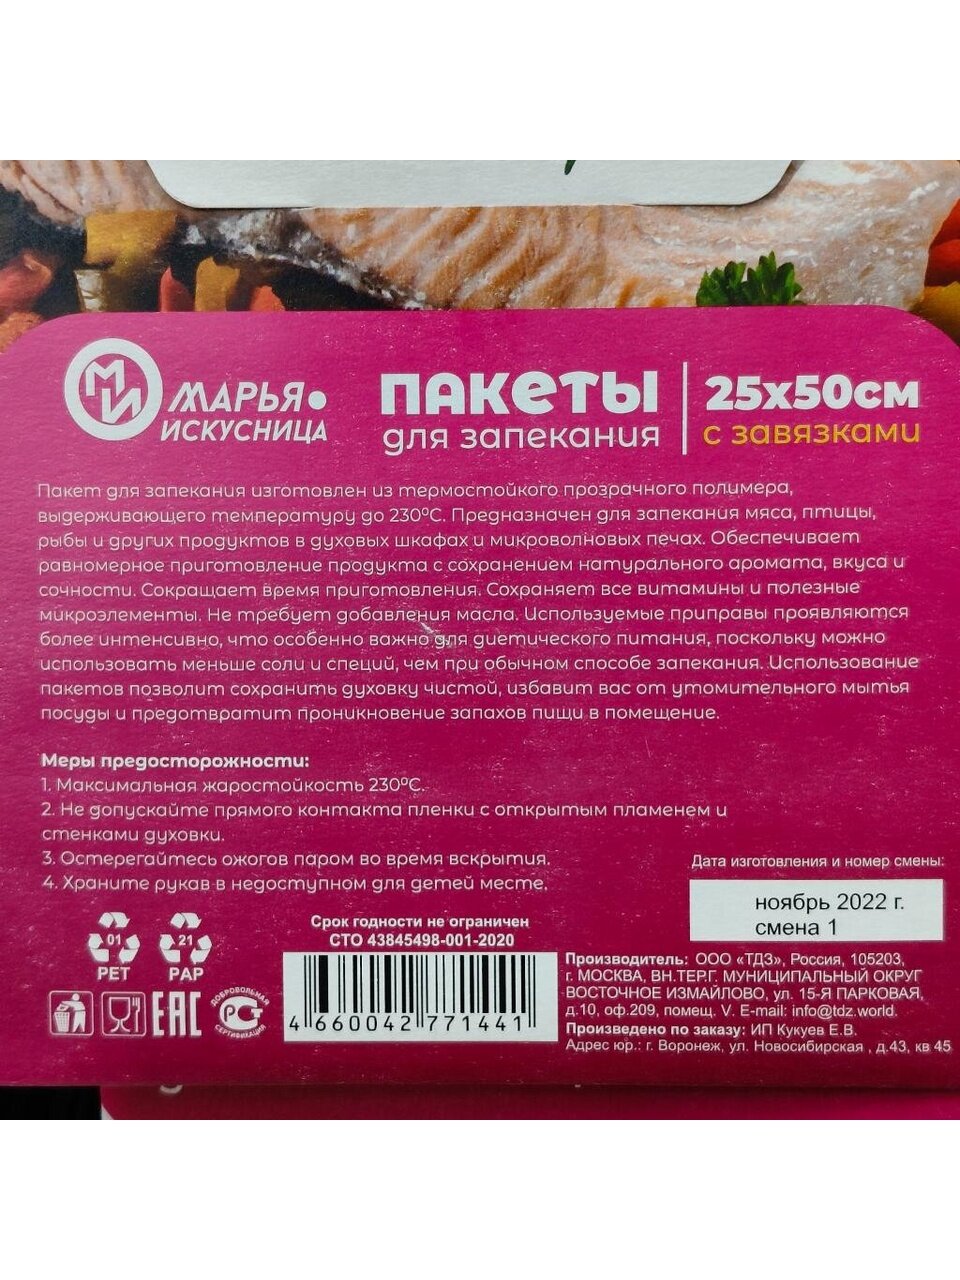 МИ
МАРЬЯ
ИСКУСНИЦА
ПАКЕТЫ
для запекания
25х50см
с завязками
Пакет для запекания изготовлен из термостойкого прозрачного полимера,
выдерживающего температуру до 230ºС. Предназначен для запекания мяса, птицы,
рыбы и других продуктов в духовых шкафах и микроволновых печах. Обеспечивает
равномерное приготовление продукта с сохранением натурального аромата, вкуса и
сочности. Сокращает время приготовления. Сохраняет все витамины и полезные
микроэлементы. Не требует добавления масла. Используемые приправы проявляются
более интенсивно, что особенно важно для диетического питания, поскольку можно
использовать меньше соли и специй, чем при обычном способе запекания. Использование
пакетов позволит сохранить духовку чистой, избавит вас от утомительного мытья
посуды и предотвратит проникновение запахов пищи в помещение.
Меры предосторожности:
1. Максимальная жаростойкость 230ºС.
2. Не допускайте прямого контакта пленки с открытым пламенем и
стенками духовки.
3. Остерегайтесь ожогов паром во время вскрытия.
4. Храните рукав в недоступном для детей месте.
Дата изготовления и номер смены:
ноябрь 2022 г.
смена 1
01
PET
21
PAP
EAC
ДОБРОВОЛЬНАЯ
РСТ
СЕРТИФИКАЦИЯ
Срок годности не ограничен
СТО 43845498-001-2020
4 660042 771441
Производитель: ООО «ТДЗ», Россия, 105203,
г. МОСКВА, ВН.ТЕР.Г. МУНИЦИПАЛЬНЫЙ ОКРУГ
ВОСТОЧНОЕ ИЗМАЙЛОВО, ул. 15-Я ПАРКОВАЯ,
д.10, оф.209, помещ. V. E-mail: info@tdz.world.
Произведено по заказу: ИП Кукуев Е.В.
Адрес юр.: г. Воронеж, ул. Новосибирская , д.43, кв 45